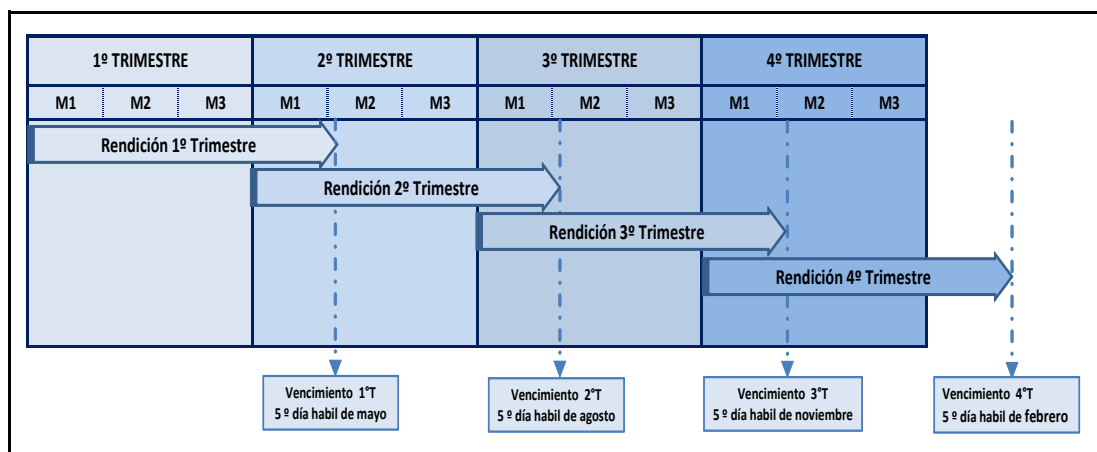 1º TRIMESTRE 2º TRIMESTRE 3º TRIMESTRE 4º TRIMESTRE
M1 M2 M3 M1 M2 M3 M1 M2 M3 M1 M2 M3
Rendición 1º Trimestre
Rendición 2º Trimestre
Rendición 3º Trimestre
Rendición 4º Trimestre
Vencimiento 1°T
5 º día habil de mayo
Vencimiento 2°T
5 º día habil de agosto
Vencimiento 3°T
5 º día habil de noviembre
Vencimiento 4°T
5 º día habil de febrero